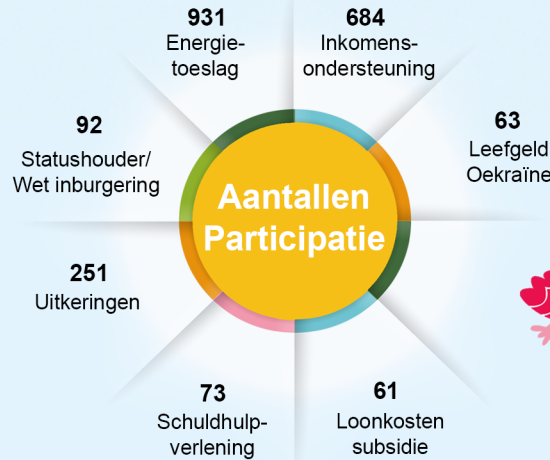 931
Energie-
toeslag
684
Inkomens-
ondersteuning
92
Statushouder/
Wet inburgering
63
Leefgeld
Oekraïne
Aantallen
Participatie
251
Uitkeringen
73
Schuldhulp-
verlening
61
Loonkosten
subsidie